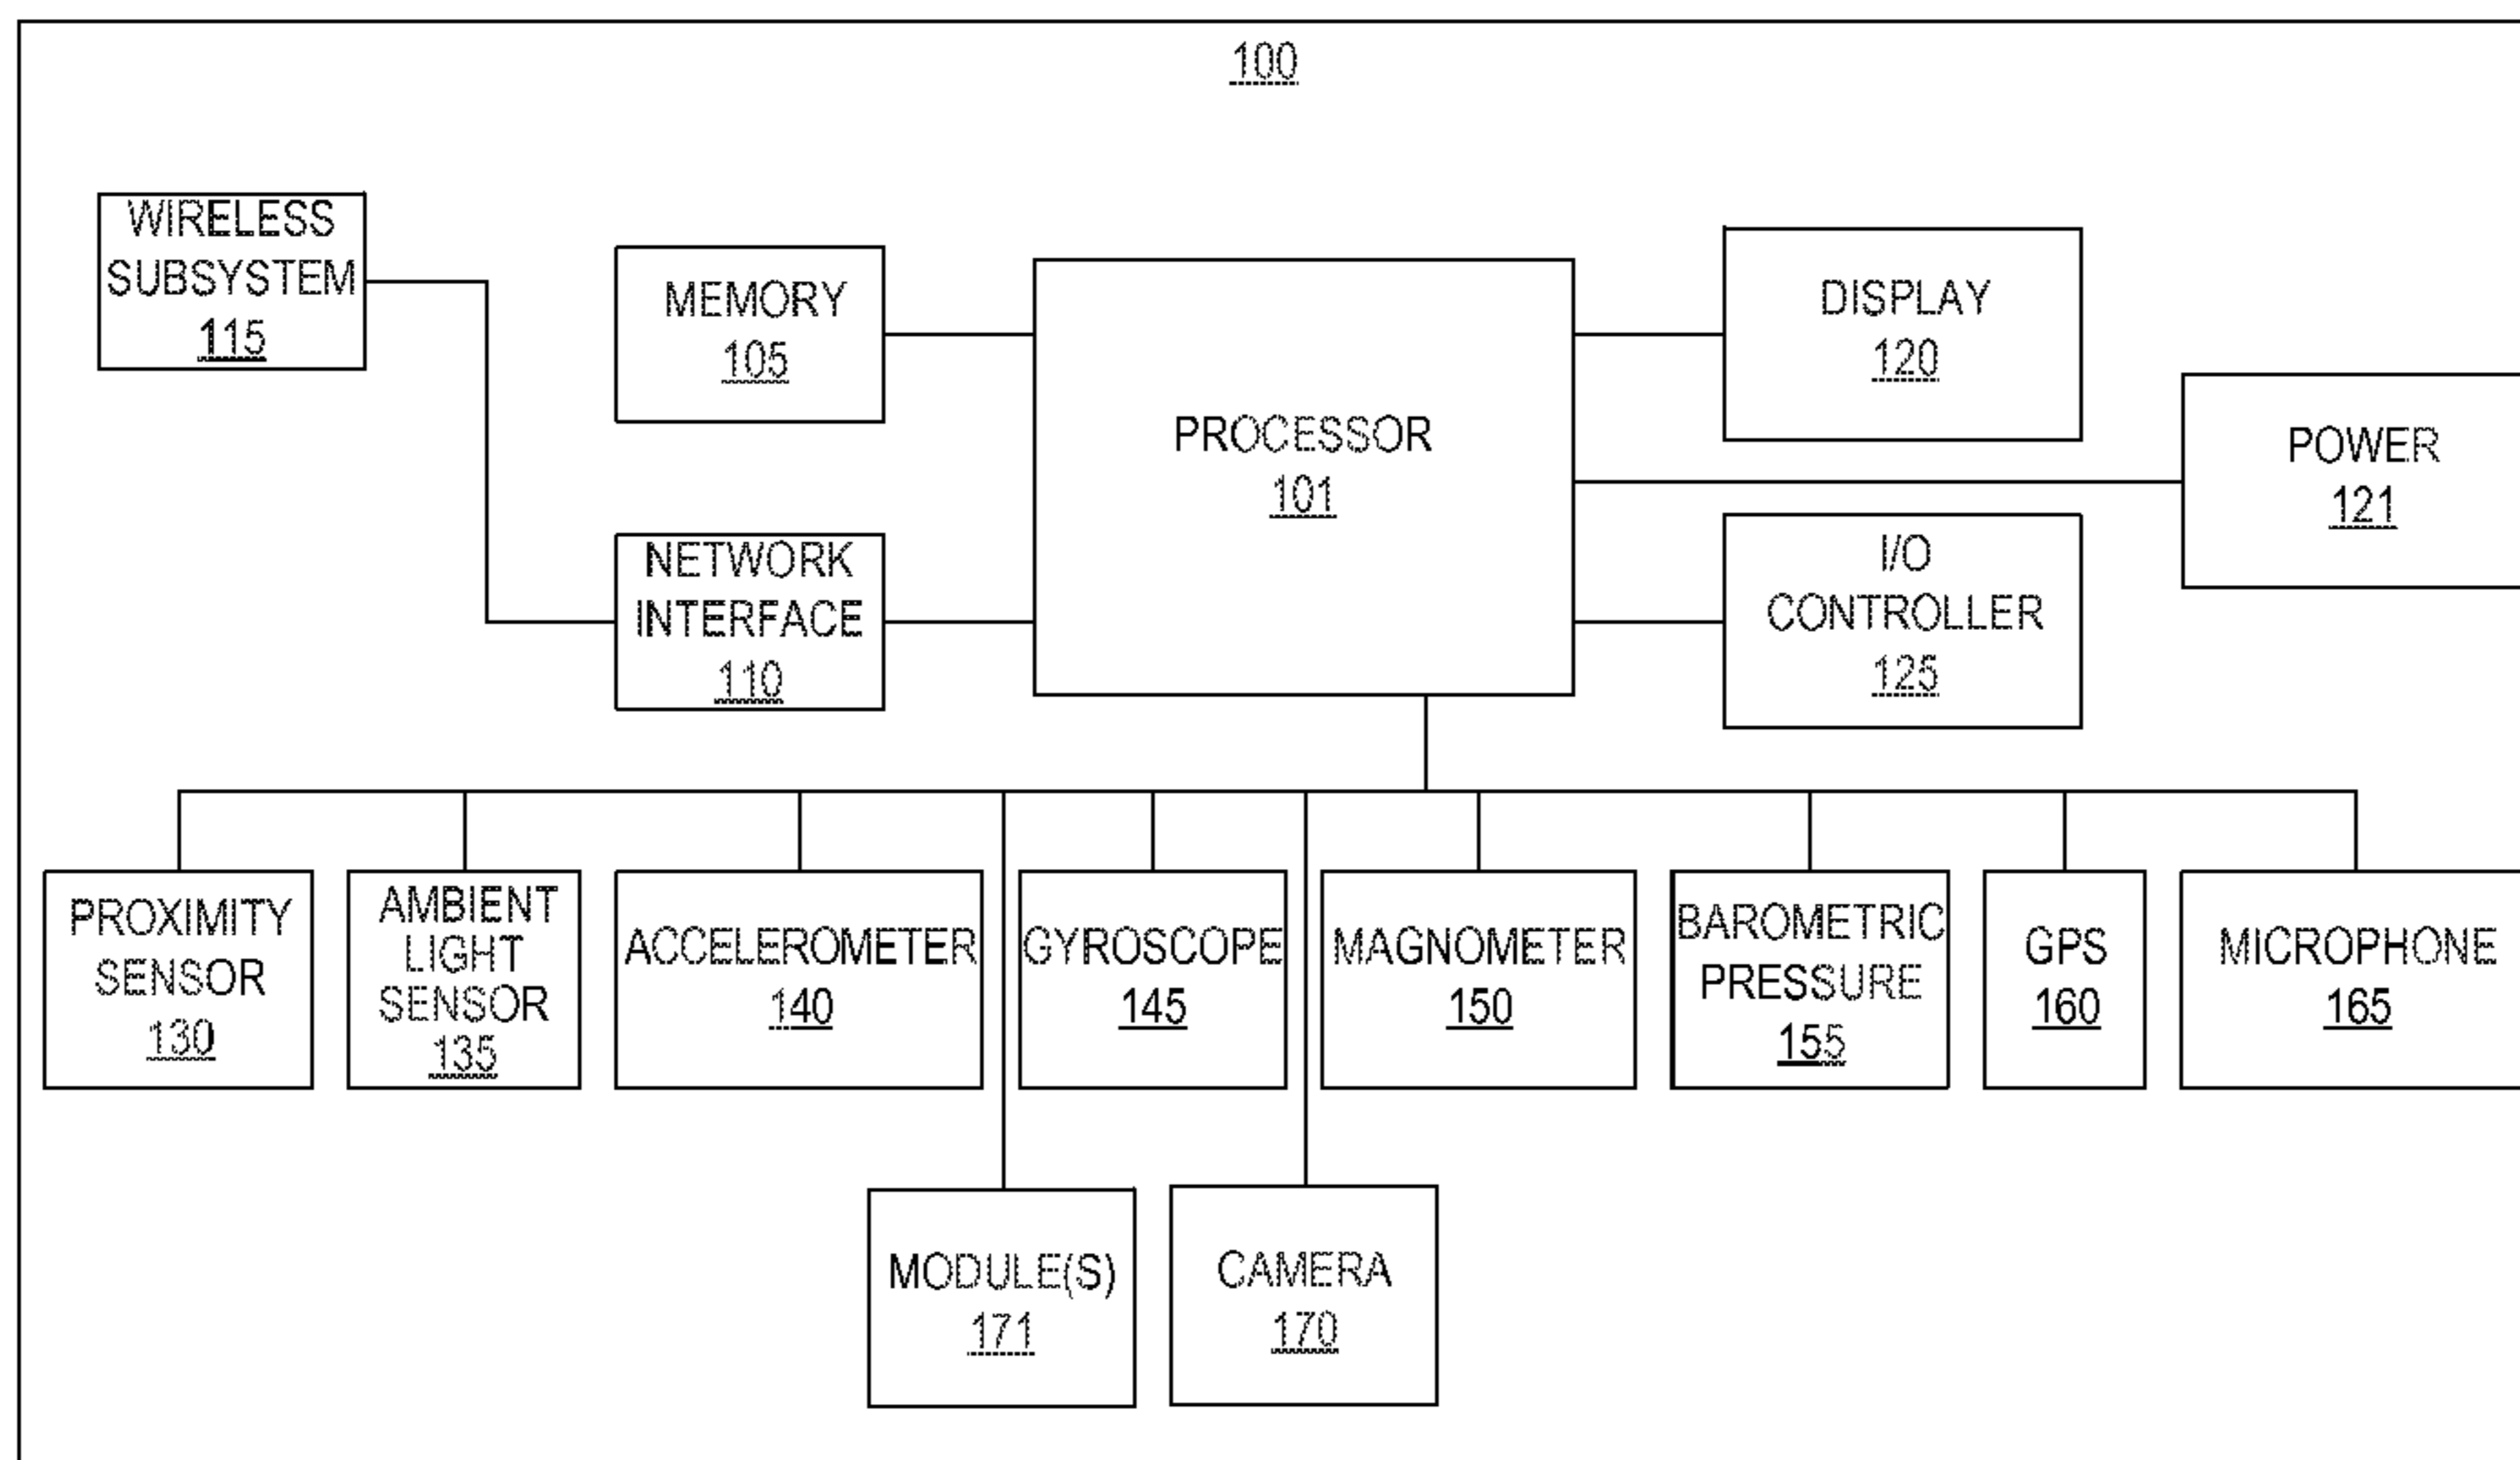 100
WIRELESS
SUBSYSTEM
115
MEMORY
105
PROCESSOR
101
DISPLAY
120
POWER
121
NETWORK
INTERFACE
110
I/O
CONTROLLER
125
PROXIMITY
SENSOR
130
AMBIENT
LIGHT
SENSOR
135
ACCELEROMETER
140
GYROSCOPE
145
MAGNOMETER
150
BAROMETRIC
PRESSURE
155
GPS
160
MICROPHONE
165
MODULE(S)
171
CAMERA
170